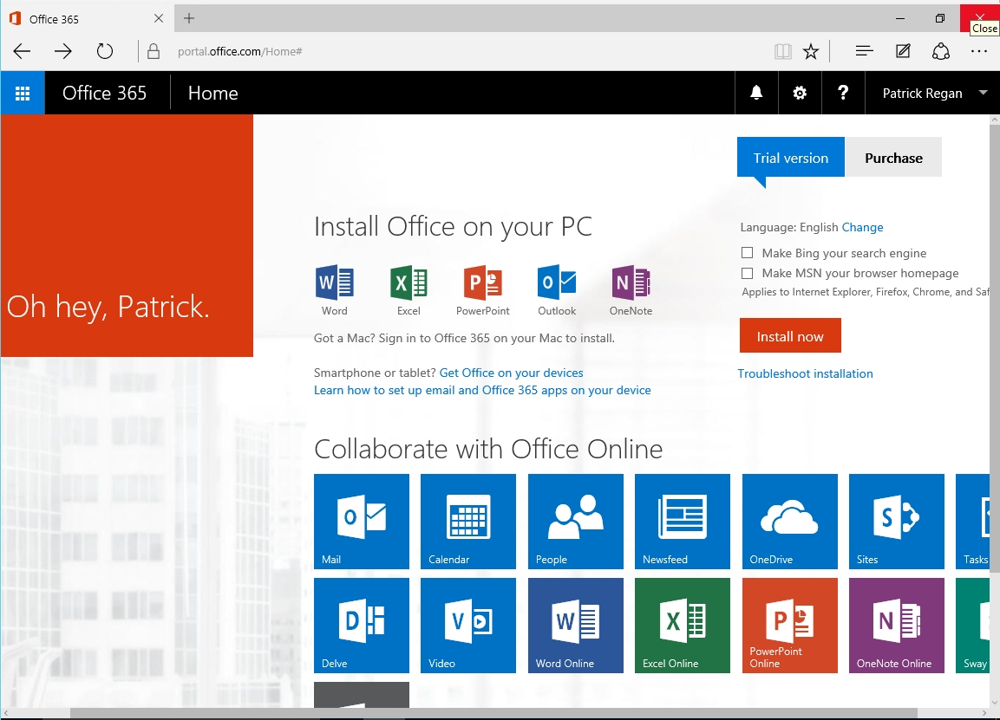 Office 365
Close
portal.office.com/Home#
Office 365
Home
?
Patrick Regan
Trial version
Purchase
Oh hey, Patrick.
Install Office on your PC
Word
Excel
PowerPoint
Outlook
OneNote
Got a Mac? Sign in to Office 365 on your Mac to install.
Smartphone or tablet? Get Office on your devices
Learn how to set up email and Office 365 apps on your device
Language: English Change
Make Bing your search engine
Make MSN your browser homepage
Applies to Internet Explorer, Firefox, Chrome, and Saf
Install now
Troubleshoot installation
Collaborate with Office Online
Mail
Calendar
People
Newsfeed
OneDrive
Sites
Tasks
Delve
Video
Word Online
Excel Online
PowerPoint
Online
OneNote Online
Sway